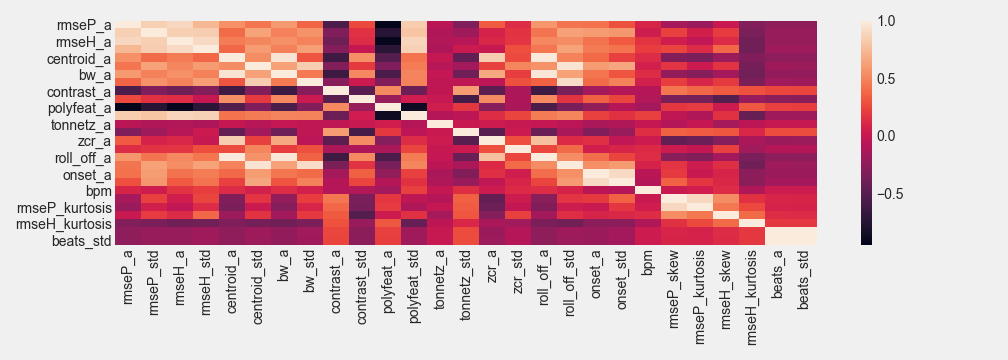 rmseP_a
rmseH_a
centroid_a
bw_a
contrast_a
polyfeat_a
tonnetz_a
zcr_a
roll_off_a
onset_a
bpm
rmseP_kurtosis
rmseH_kurtosis
beats_std
1.0
0.5
0.0
−0.5
rmseP_a
rmseP_std
rmseH_a
rmseH_std
centroid_a
centroid_std
bw_a
bw_std
contrast_a
contrast_std
polyfeat_a
polyfeat_std
tonnetz_a
tonnetz_std
zcr_a
zcr_std
roll_off_a
roll_off_std
onset_a
onset_std
bpm
rmseP_skew
rmseP_kurtosis
rmseH_skew
rmseH_kurtosis
beats_a
beats_std